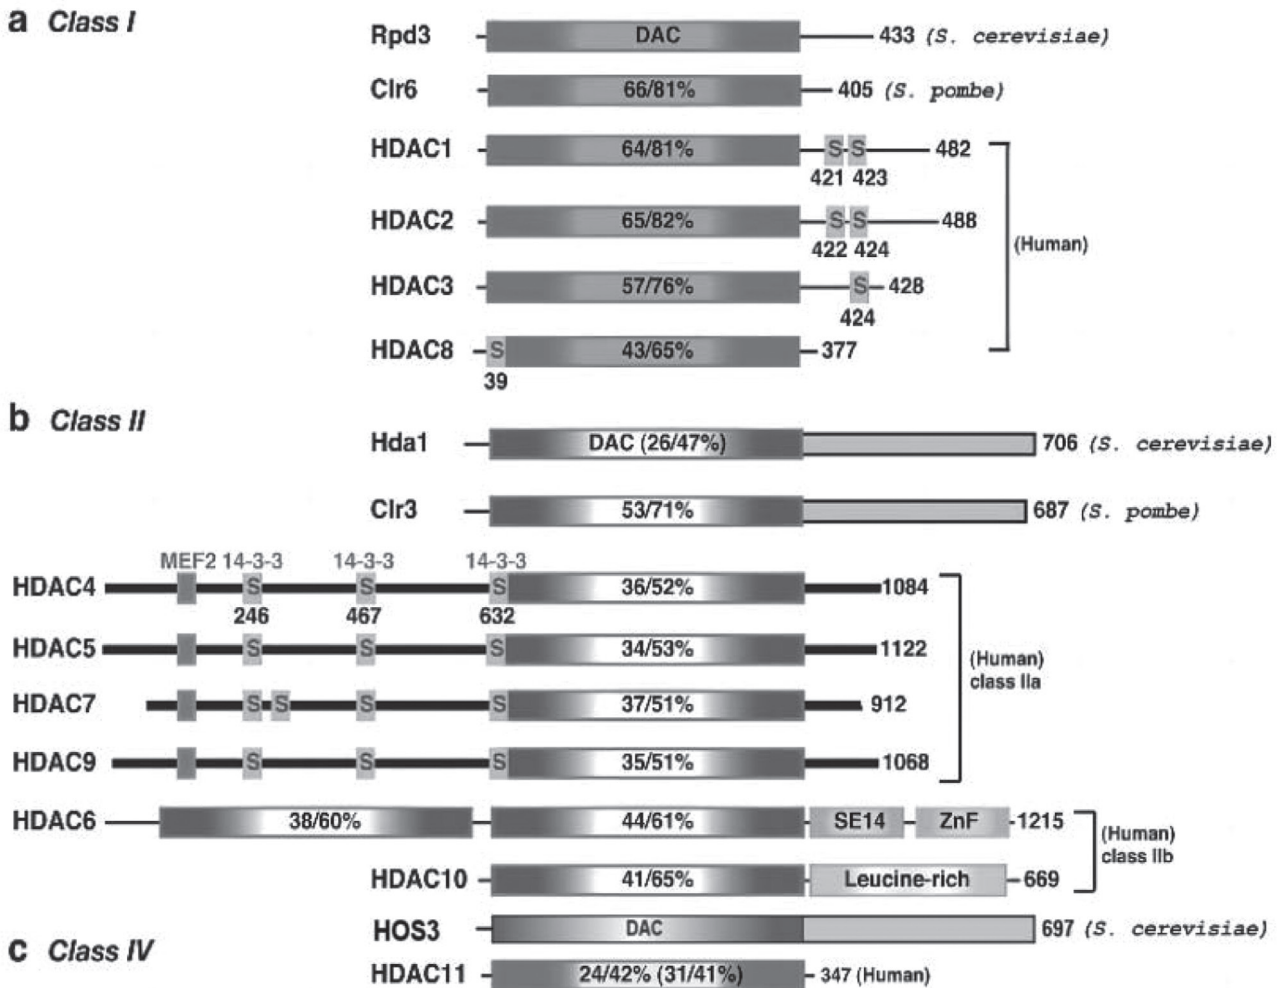 a Class I
Rpd3 DAC 433 (S. cerevisiae)
Clr6 66/81% 405 (S. pombe)
HDAC1 64/81% S S 482
421 423
HDAC2 65/82% S S 488
422 424
(Human)
HDAC3 57/76% S 428
424
HDAC8 S 43/65% 377
39
b Class II
Hda1 DAC (26/47%) 706 (S. cerevisiae)
Clr3 53/71% 687 (S. pombe)
MEF2 14-3-3 14-3-3 14-3-3
HDAC4 S S S 36/52% 1084
246 467 632
HDAC5 S S S 34/53% 1122
(Human)
class IIa
HDAC7 S S S S 37/51% 912
HDAC9 S S S 35/51% 1068
HDAC6 38/60% 44/61% SE14 ZnF 1215
(Human)
class IIb
HDAC10 41/65% Leucine-rich 669
HOS3 DAC 697 (S. cerevisiae)
c Class IV
HDAC11 24/42% (31/41%) 347 (Human)